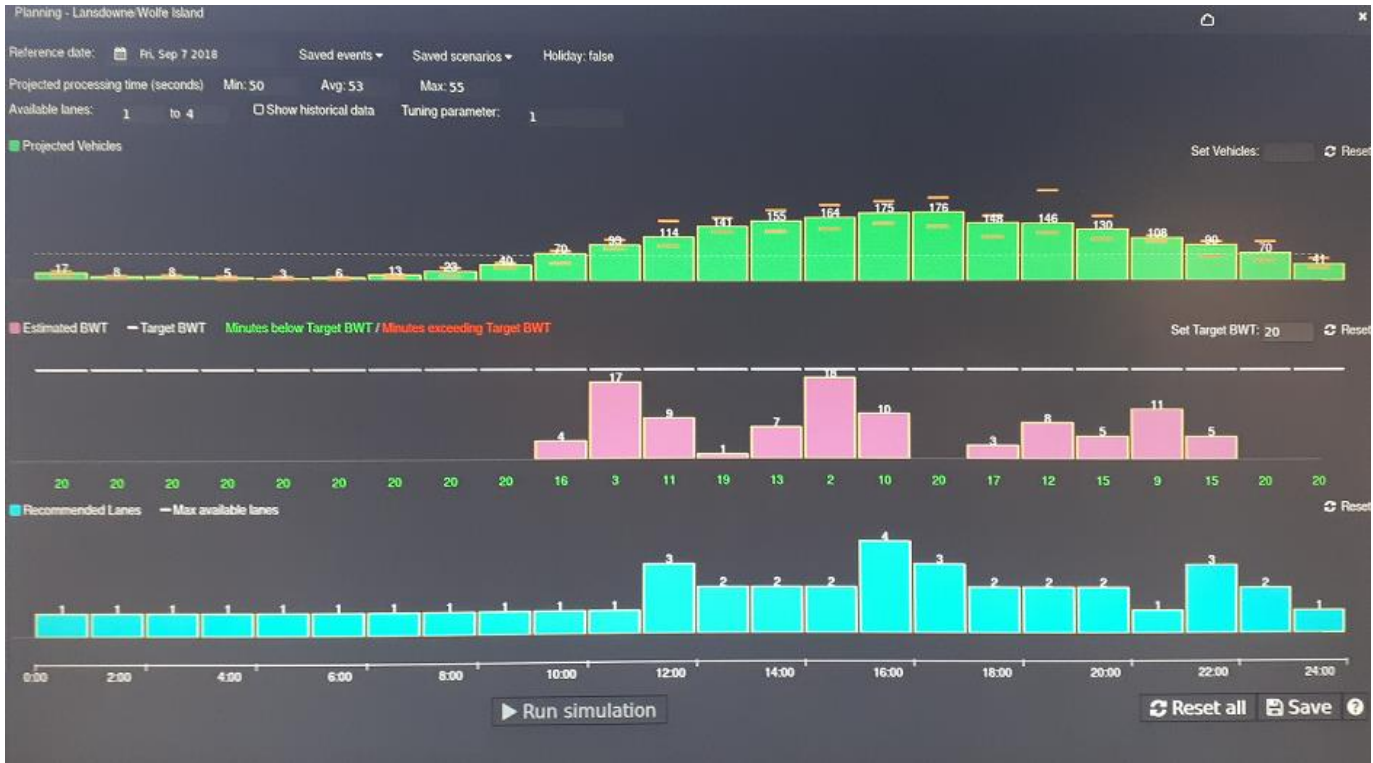 Planning - Lansdowne/Wolfe Island
Reference date: Fri, Sep 7 2018 Saved events Saved scenarios Holiday: false
Projected processing time (seconds) Min: 50 Avg: 53 Max: 55
Available lanes: 1 to 4 Show historical data Tuning parameter: 1
Projected Vehicles Set Vehicles: Reset
17 8 8 5 3 6 13 23 40 70 99 114 141 155 164 175 176 148 146 130 108 90 70 41
Estimated BWT Target BWT Minutes below Target BWT / Minutes exceeding Target BWT Set Target BWT: 20 Reset
4 17 9 1 7 18 10 3 8 5 11 5
20 20 20 20 20 20 20 20 20 16 3 11 19 13 2 10 20 17 12 15 9 15 20 20
Recommended Lanes Max available lanes Reset
1 1 1 1 1 1 1 1 1 1 1 3 2 2 2 4 3 2 2 2 1 3 2 1
0:00 2:00 4:00 6:00 8:00 10:00 12:00 14:00 16:00 18:00 20:00 22:00 24:00
Run simulation Reset all Save ?